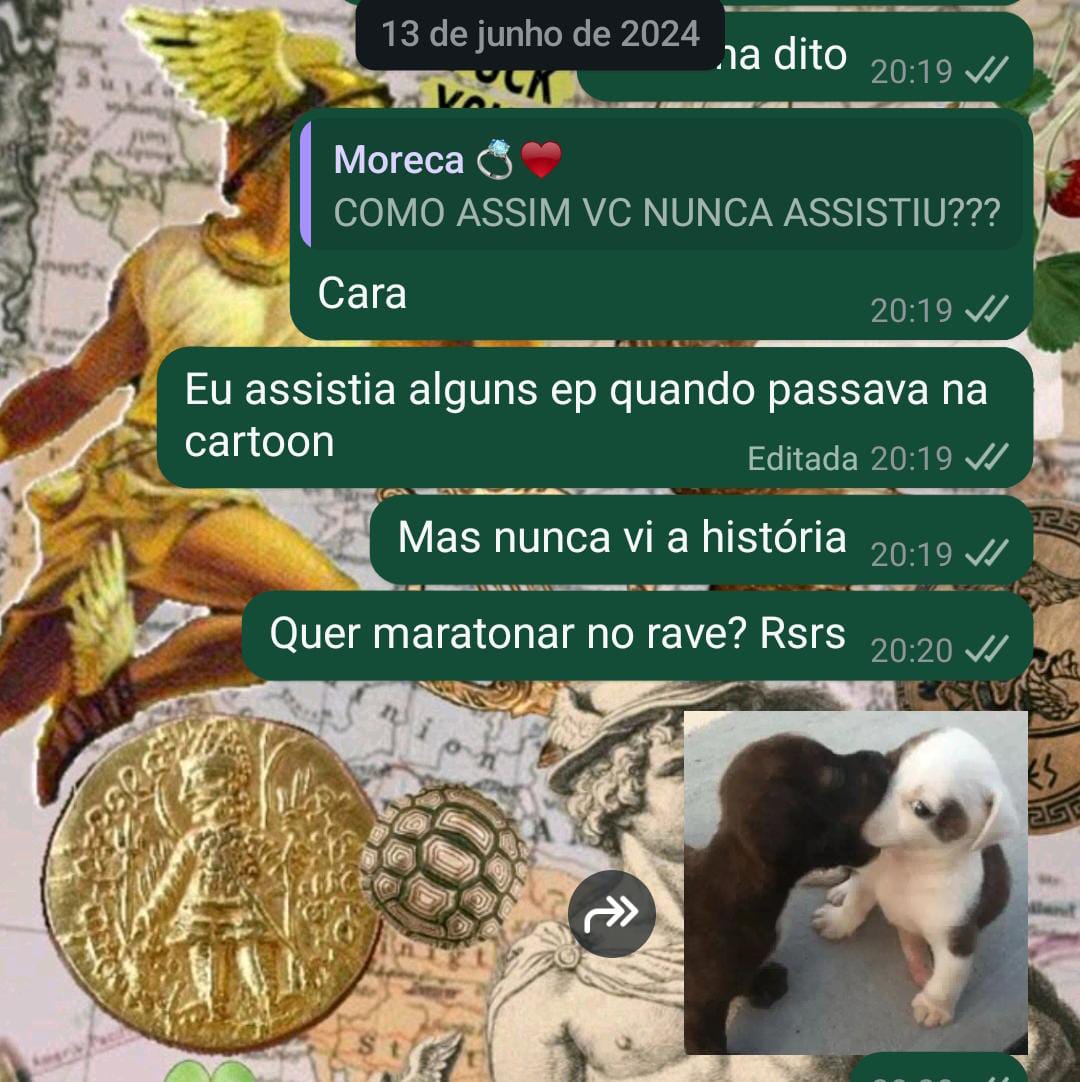 13 de junho de 2024
na dito 20:19
Moreca 💍❤️
COMO ASSIM VC NUNCA ASSISTIU???
Cara 20:19
Eu assistia alguns ep quando passava na
cartoon Editada 20:19
Mas nunca vi a história 20:19
Quer maratonar no rave? Rsrs 20:20